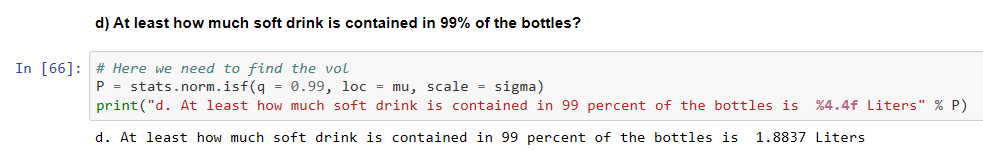 d) At least how much soft drink is contained in 99% of the bottles?
In [66]: # Here we need to find the vol
P = stats.norm.isf(q = 0.99, loc = mu, scale = sigma)
print("d. At least how much soft drink is contained in 99 percent of the bottles is  %4.4f Liters" % P)
d. At least how much soft drink is contained in 99 percent of the bottles is  1.8837 Liters